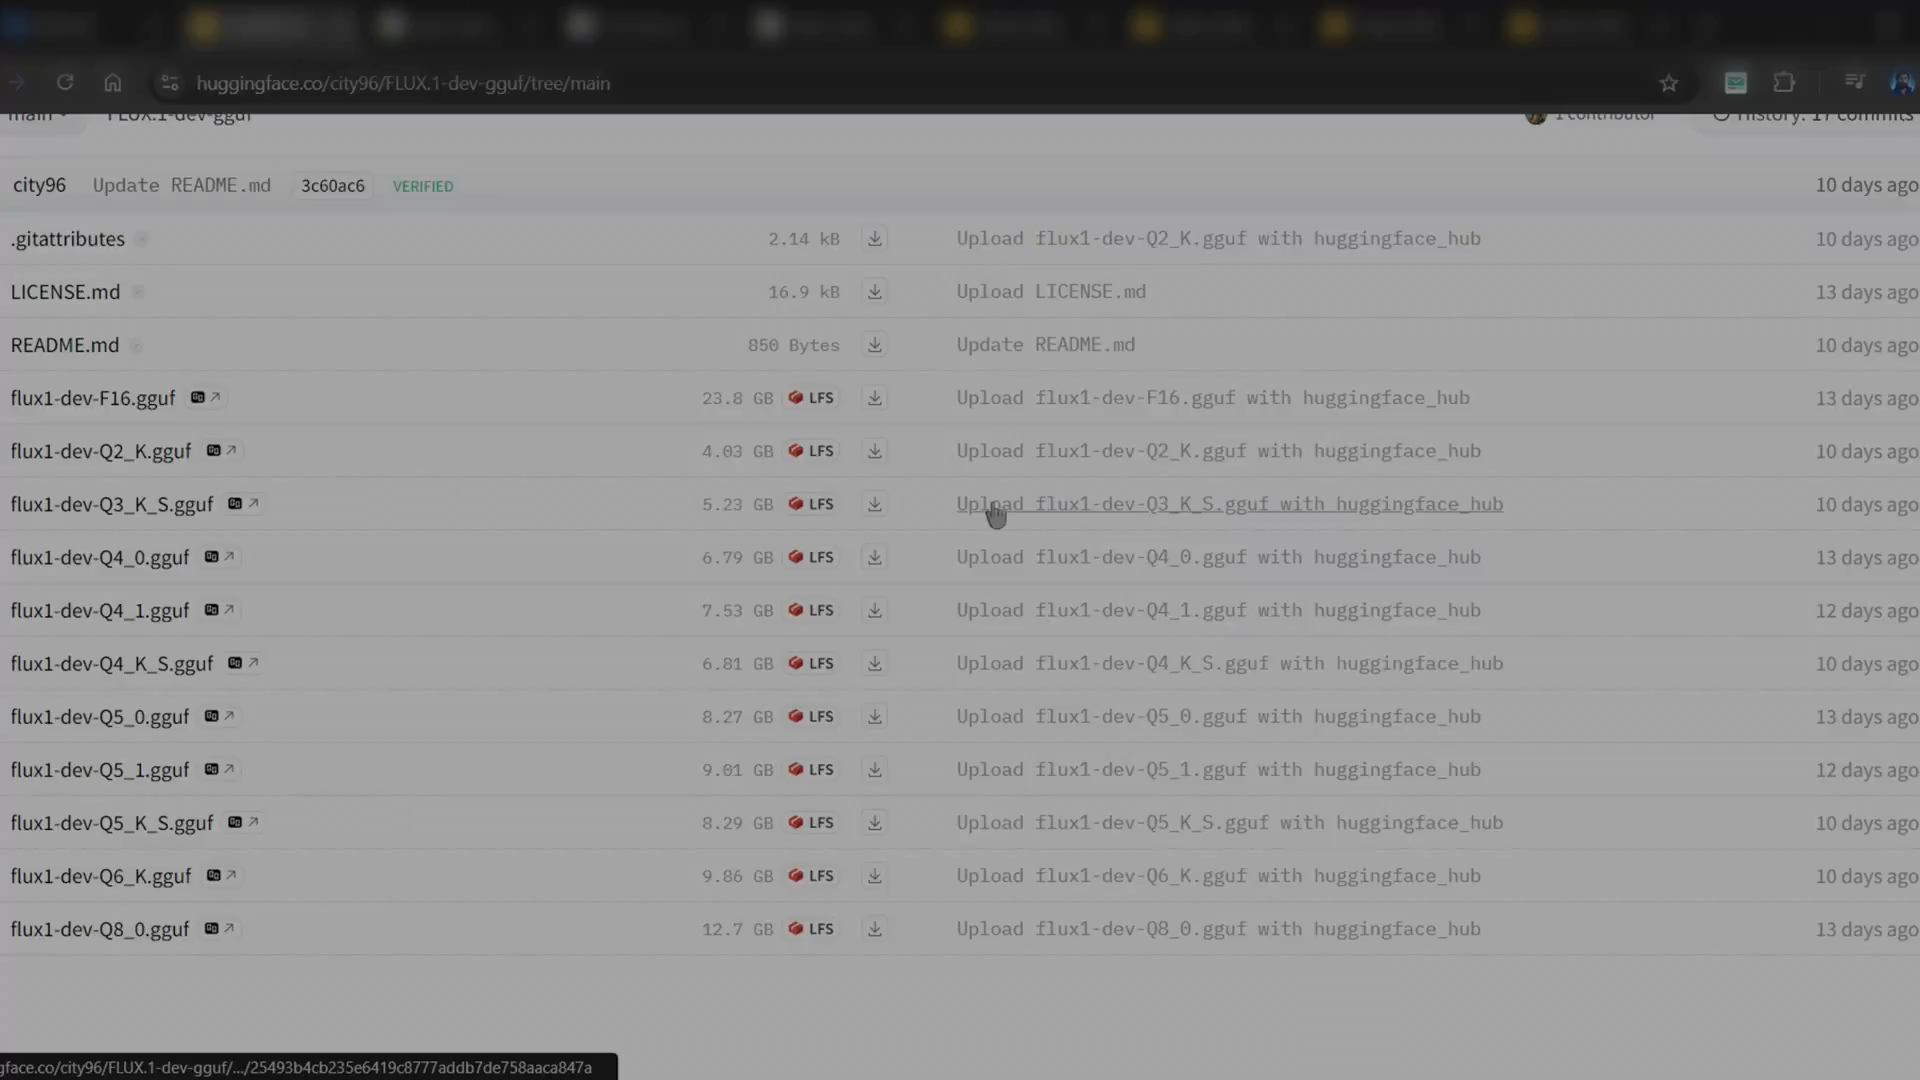 huggingface.co/city96/FLUX.1-dev-gguf/tree/main
main FLUX.1-dev-gguf 1 contributor History: 17 commits
city96 Update README.md 3c60ac6 VERIFIED 10 days ago
.gitattributes 2.14 kB Upload flux1-dev-Q2_K.gguf with huggingface_hub 10 days ago
LICENSE.md 16.9 kB Upload LICENSE.md 13 days ago
README.md 850 Bytes Update README.md 10 days ago
flux1-dev-F16.gguf 23.8 GB LFS Upload flux1-dev-F16.gguf with huggingface_hub 13 days ago
flux1-dev-Q2_K.gguf 4.03 GB LFS Upload flux1-dev-Q2_K.gguf with huggingface_hub 10 days ago
flux1-dev-Q3_K_S.gguf 5.23 GB LFS Upload flux1-dev-Q3_K_S.gguf with huggingface_hub 10 days ago
flux1-dev-Q4_0.gguf 6.79 GB LFS Upload flux1-dev-Q4_0.gguf with huggingface_hub 13 days ago
flux1-dev-Q4_1.gguf 7.53 GB LFS Upload flux1-dev-Q4_1.gguf with huggingface_hub 12 days ago
flux1-dev-Q4_K_S.gguf 6.81 GB LFS Upload flux1-dev-Q4_K_S.gguf with huggingface_hub 10 days ago
flux1-dev-Q5_0.gguf 8.27 GB LFS Upload flux1-dev-Q5_0.gguf with huggingface_hub 13 days ago
flux1-dev-Q5_1.gguf 9.01 GB LFS Upload flux1-dev-Q5_1.gguf with huggingface_hub 12 days ago
flux1-dev-Q5_K_S.gguf 8.29 GB LFS Upload flux1-dev-Q5_K_S.gguf with huggingface_hub 10 days ago
flux1-dev-Q6_K.gguf 9.86 GB LFS Upload flux1-dev-Q6_K.gguf with huggingface_hub 10 days ago
flux1-dev-Q8_0.gguf 12.7 GB LFS Upload flux1-dev-Q8_0.gguf with huggingface_hub 13 days ago
gface.co/city96/FLUX.1-dev-gguf/.../25493b4cb235e6419c8777addb7de758aaca847a